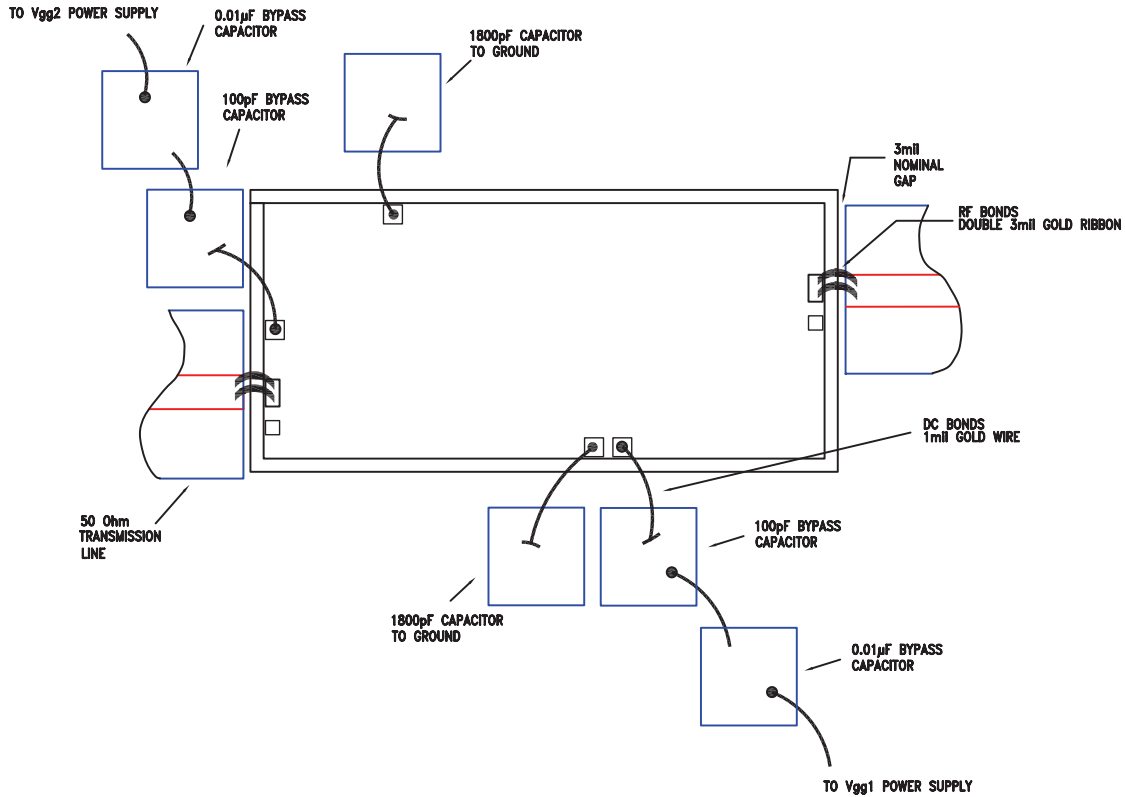 TO Vgg2 POWER SUPPLY
0.01µF BYPASS
CAPACITOR
1800pF CAPACITOR
TO GROUND
100pF BYPASS
CAPACITOR
3mil
NOMINAL
GAP
RF BONDS
DOUBLE 3mil GOLD RIBBON
DC BONDS
1mil GOLD WIRE
50 Ohm
TRANSMISSION
LINE
100pF BYPASS
CAPACITOR
1800pF CAPACITOR
TO GROUND
0.01µF BYPASS
CAPACITOR
TO Vgg1 POWER SUPPLY